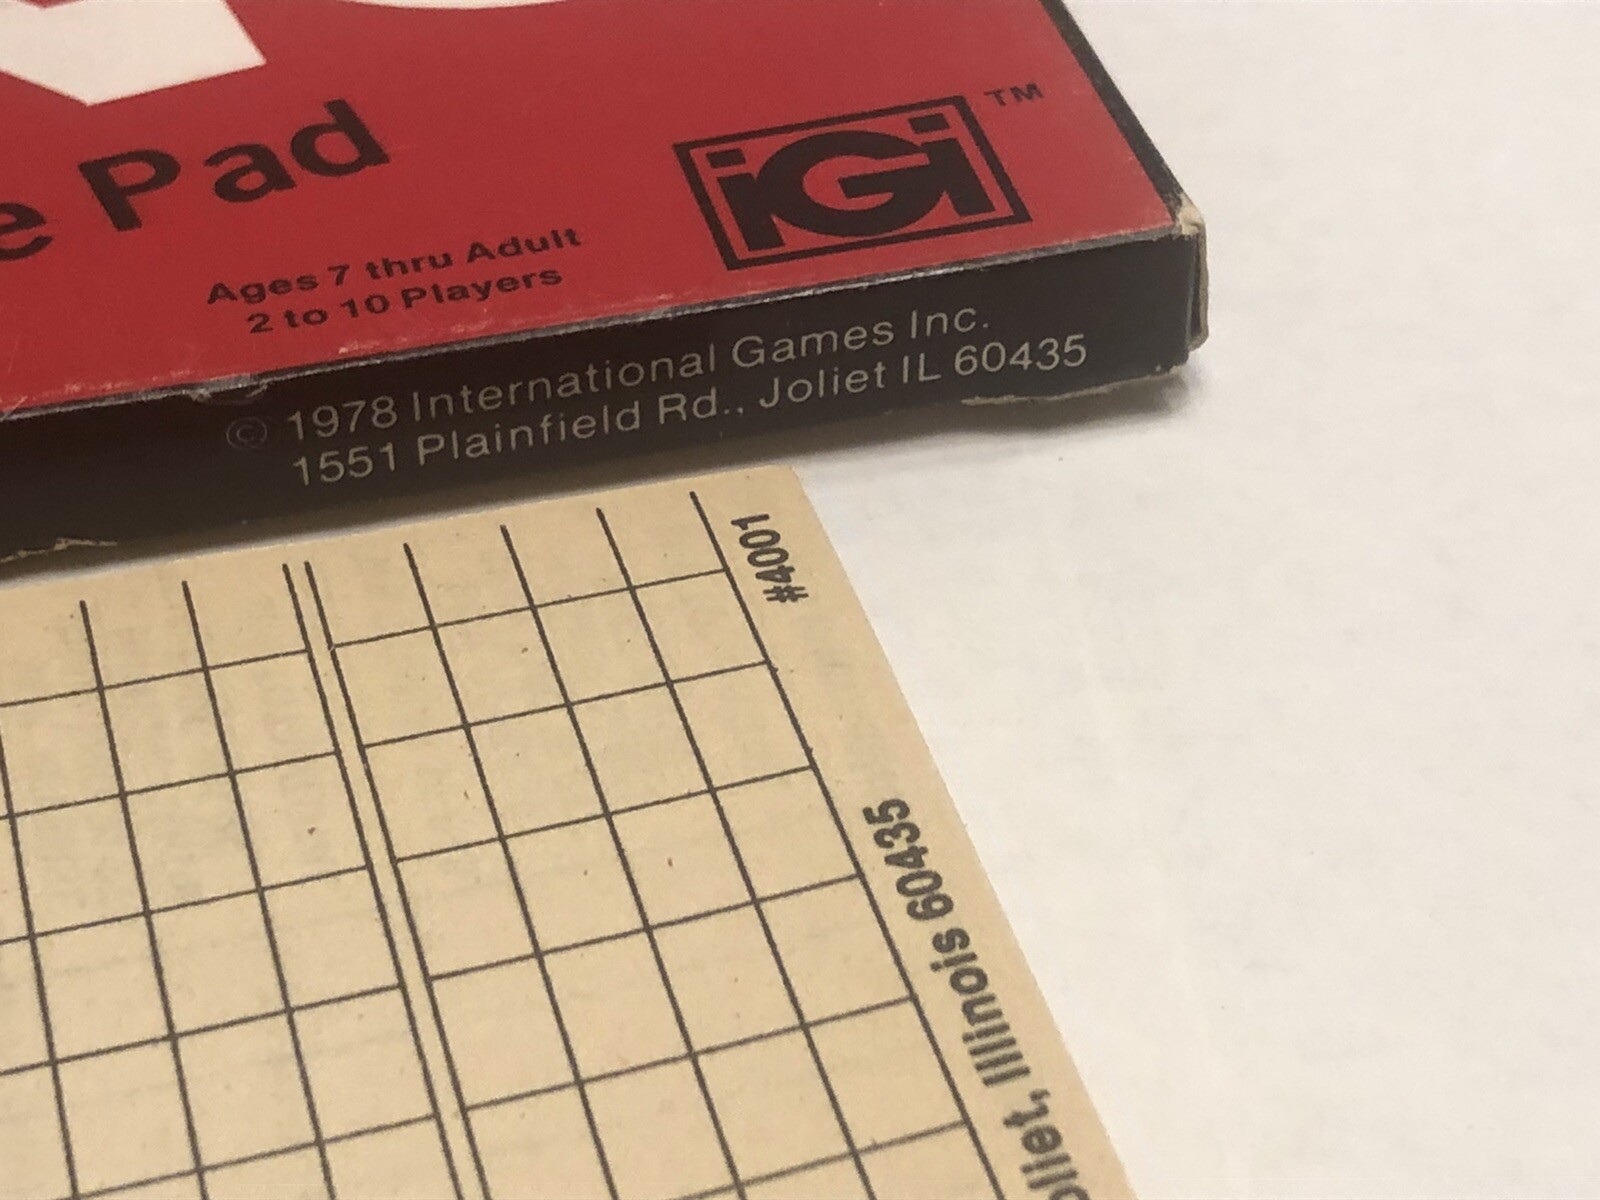 Pad
Ages 7 thru Adult
2 to 10 Players
iGi TM
© 1978 International Games Inc.
1551 Plainfield Rd., Joliet IL 60435
#4001
oliet, Illinois 60435